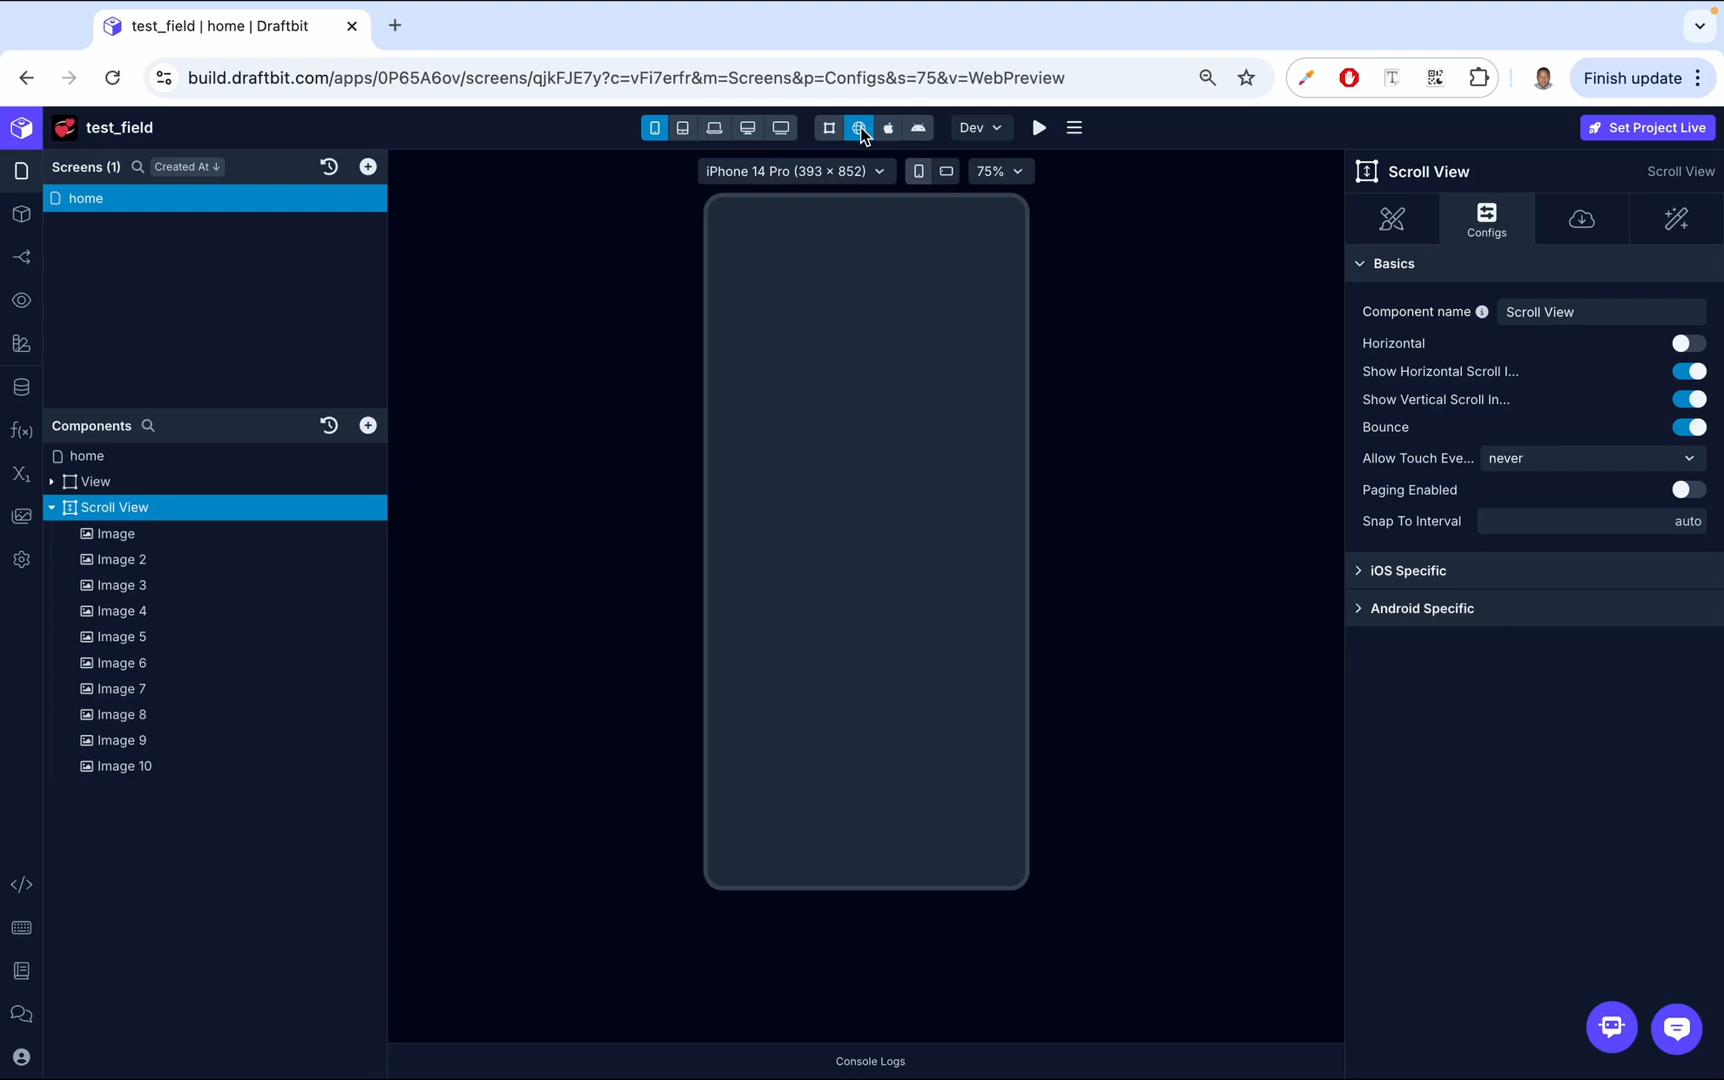 test_field | home | Draftbit
build.draftbit.com/apps/0P65A6ov/screens/qjkFJE7y?c=vFi7erfr&m=Screens&p=Configs&s=75&v=WebPreview
Finish update
test_field
Dev
Set Project Live
Screens (1)
Created At ↓
home
iPhone 14 Pro (393 × 852)
75%
Components
home
View
Scroll View
Image
Image 2
Image 3
Image 4
Image 5
Image 6
Image 7
Image 8
Image 9
Image 10
Scroll View
Scroll View
Configs
Basics
Component name
Scroll View
Horizontal
Show Horizontal Scroll I...
Show Vertical Scroll In...
Bounce
Allow Touch Eve...
never
Paging Enabled
Snap To Interval
auto
iOS Specific
Android Specific
Console Logs